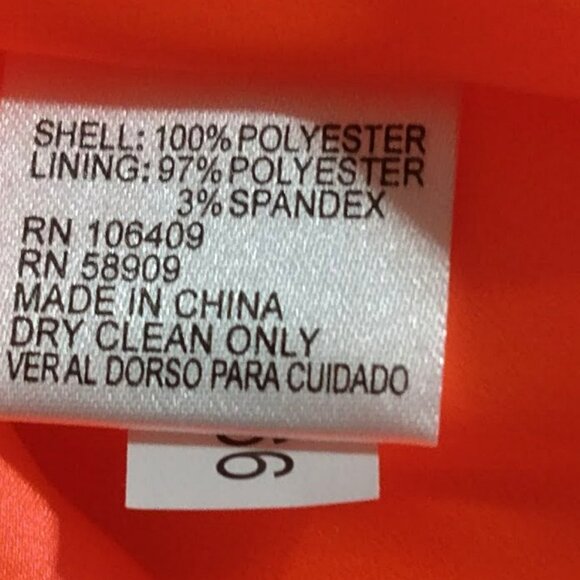 SHELL: 100% POLYESTER
LINING: 97% POLYESTER
3% SPANDEX
RN 106409
RN 58909
MADE IN CHINA
DRY CLEAN ONLY
VER AL DORSO PARA CUIDADO